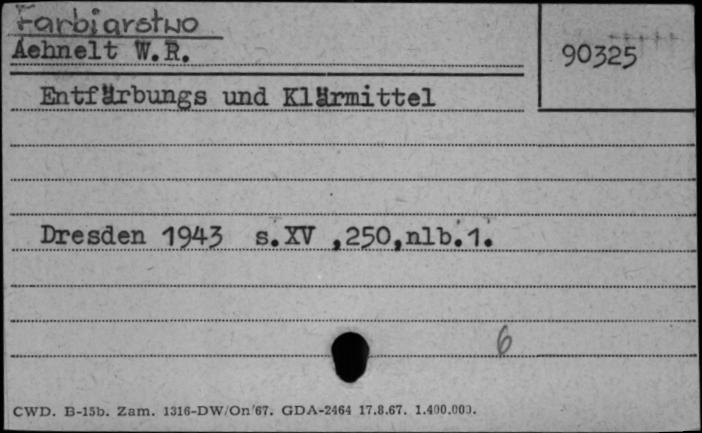 Farbiarstwo
Aehnelt W.R.
90325
Entfärbungs und Klärmittel
Dresden 1943 s.XV ,250,nlb.1.
6
CWD. B-15b. Zam. 1316-DW/On/67. GDA-2464 17.8.67. 1.400.000.